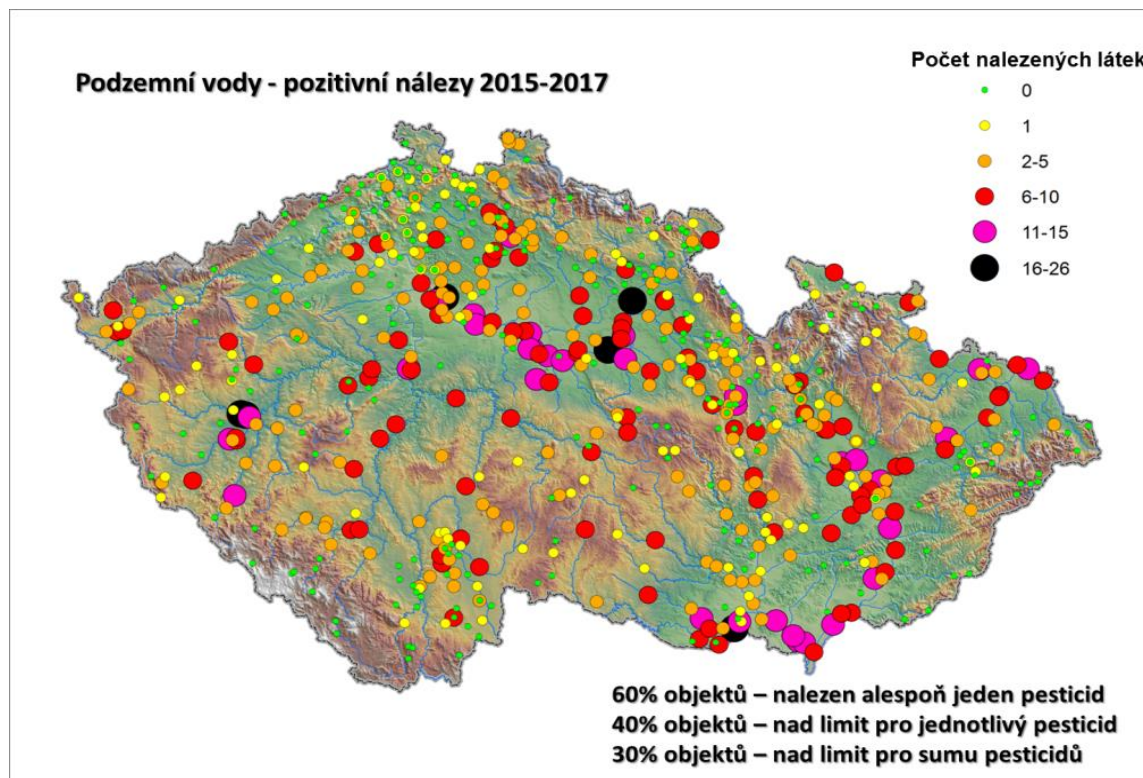 Podzemní vody - pozitivní nálezy 2015-2017
Počet nalezených látek
0
1
2-5
6-10
11-15
16-26
60% objektů – nalezen alespoň jeden pesticid
40% objektů – nad limit pro jednotlivý pesticid
30% objektů – nad limit pro sumu pesticidů